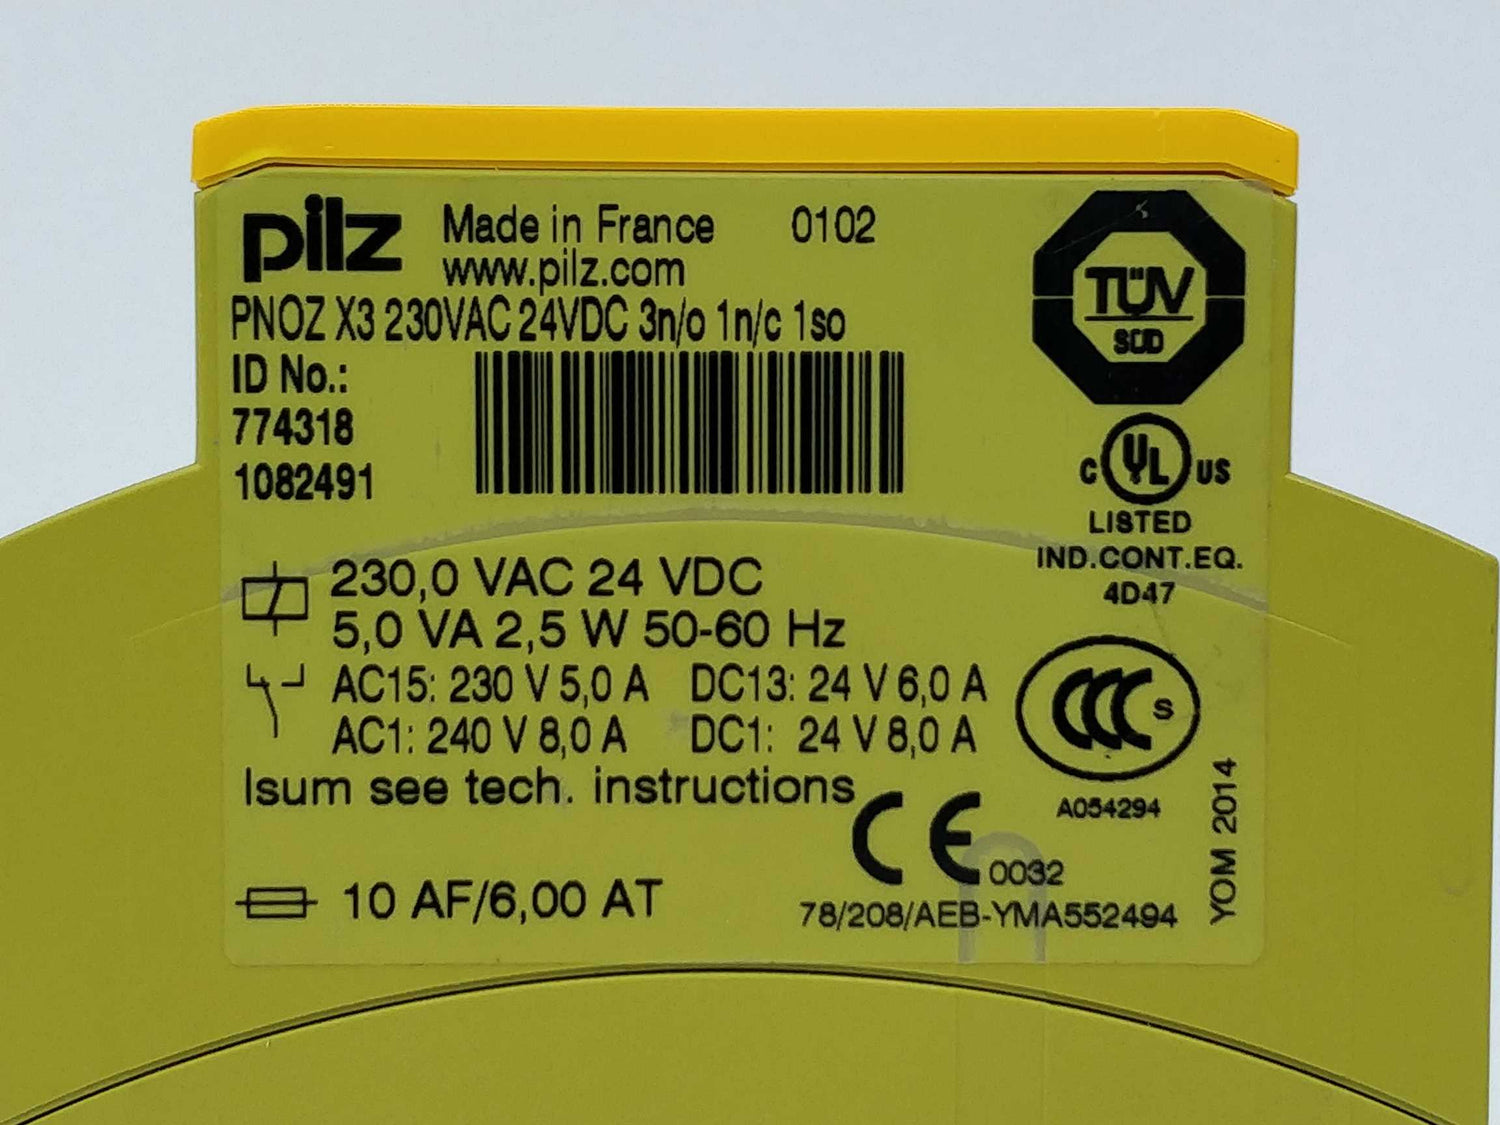 pilz Made in France 0102
www.pilz.com
PNOZ X3 230VAC 24VDC 3n/o 1n/c 1so
ID No.:
774318
1082491
TÜV
SÜD
C UL US
LISTED
IND.CONT.EQ.
4D47
230,0 VAC 24 VDC
5,0 VA 2,5 W 50-60 Hz
AC15: 230 V 5,0 A DC13: 24 V 6,0 A
AC1: 240 V 8,0 A DC1: 24 V 8,0 A
Isum see tech. instructions
CCC S
A054294
YOM 2014
CE 0032
10 AF/6,00 AT
78/208/AEB-YMA552494